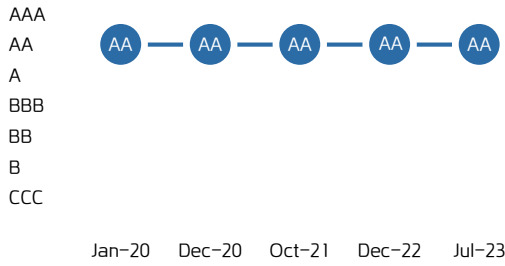 AAA
AA AA AA AA AA AA
A
BBB
BB
B
CCC
Jan–20 Dec–20 Oct–21 Dec–22 Jul–23